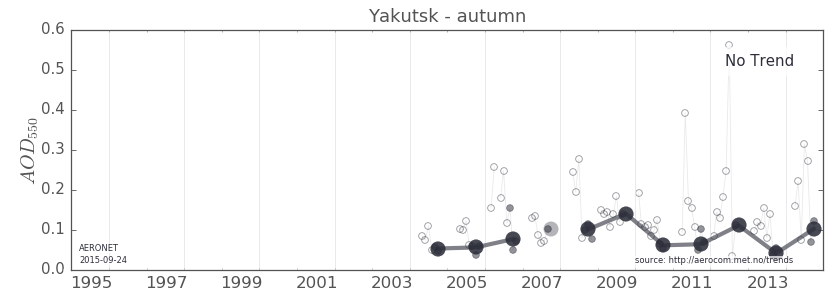 Yakutsk - autumn
0.6
0.5
0.4
0.3
0.2
0.1
0.0
AOD550
No Trend
AERONET
2015-09-24
source: http://aerocom.met.no/trends
1995 1997 1999 2001 2003 2005 2007 2009 2011 2013